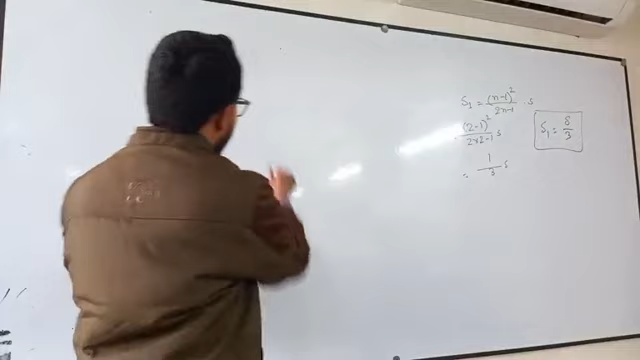 S₁ = (n-1)² / 2n-1 · s
(2-1)² / 2×2-1 s
= 1/3 s
S₁ = 8/3